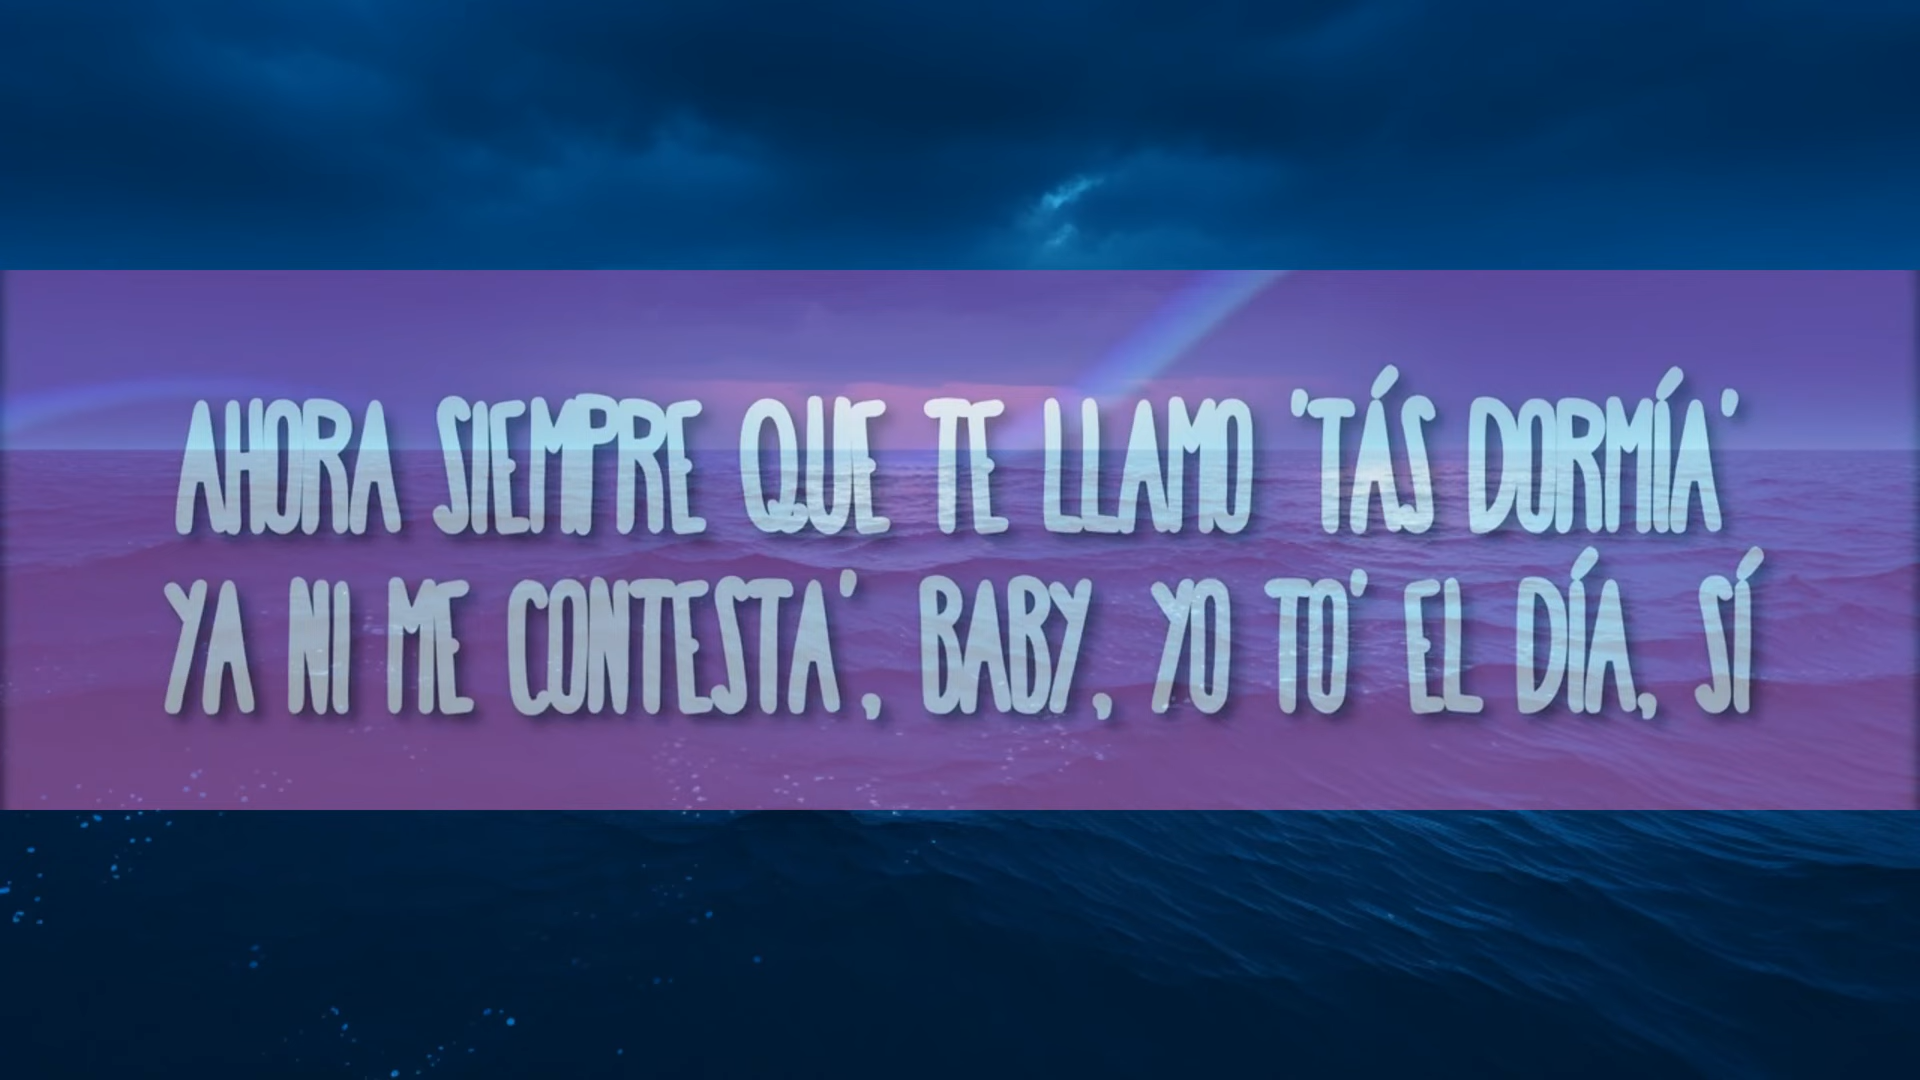 AHORA SIEMPRE QUE TE LLAMO 'TÁS DORMÍA'
YA NI ME CONTESTA', BABY, YO TO' EL DÍA, SÍ